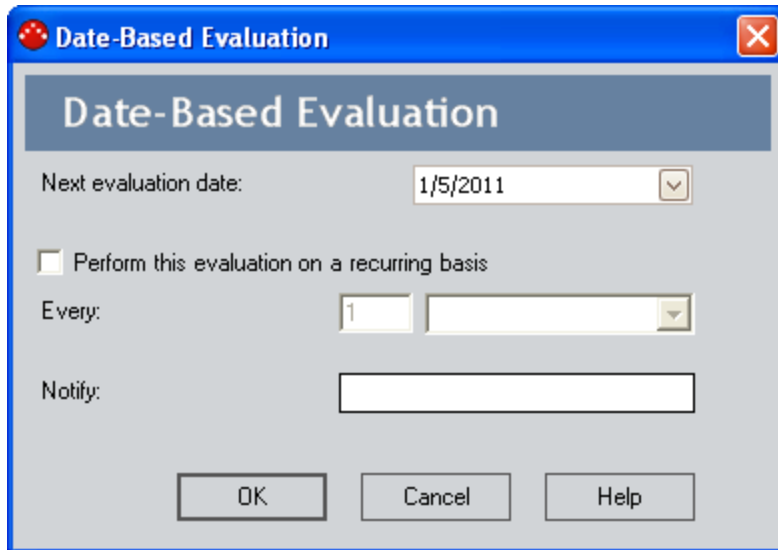 Date-Based Evaluation
Date-Based Evaluation
Next evaluation date: 1/5/2011
Perform this evaluation on a recurring basis
Every: 1
Notify:
OK Cancel Help